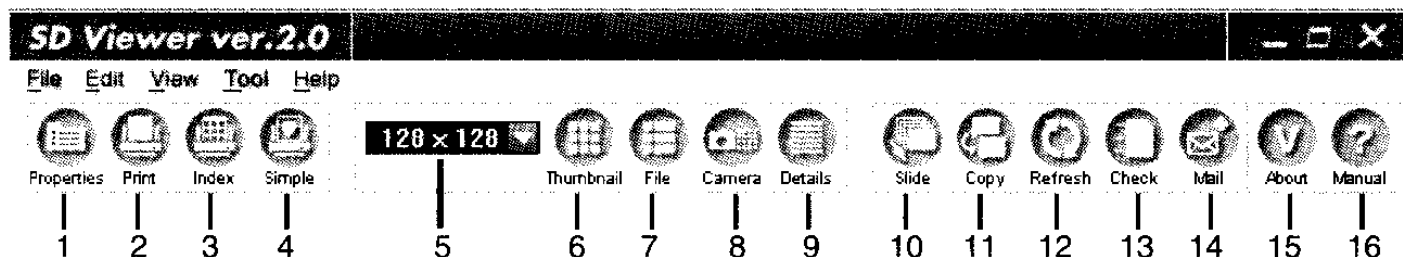 SD Viewer ver.2.0
File Edit View Tool Help
128 × 128
Properties Print Index Simple Thumbnail File Camera Details Slide Copy Refresh Check Mail About Manual
1 2 3 4 5 6 7 8 9 10 11 12 13 14 15 16